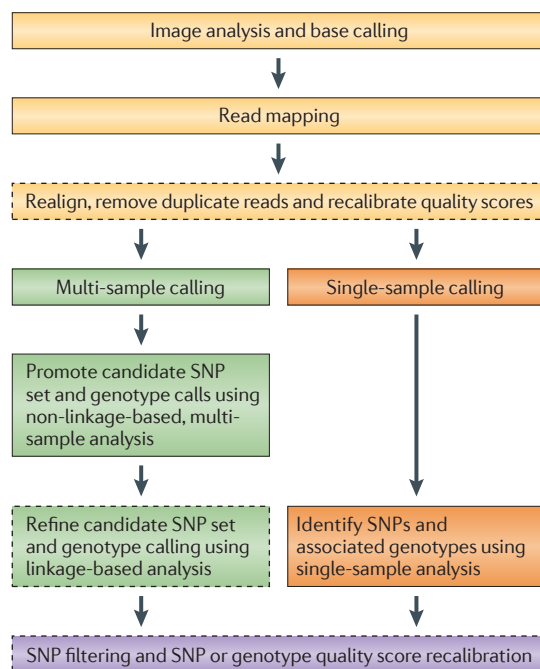 Image analysis and base calling
Read mapping
Realign, remove duplicate reads and recalibrate quality scores
Multi-sample calling
Single-sample calling
Promote candidate SNP
set and genotype calls using
non-linkage-based, multi-
sample analysis
Refine candidate SNP set
and genotype calling using
linkage-based analysis
Identify SNPs and
associated genotypes using
single-sample analysis
SNP filtering and SNP or genotype quality score recalibration